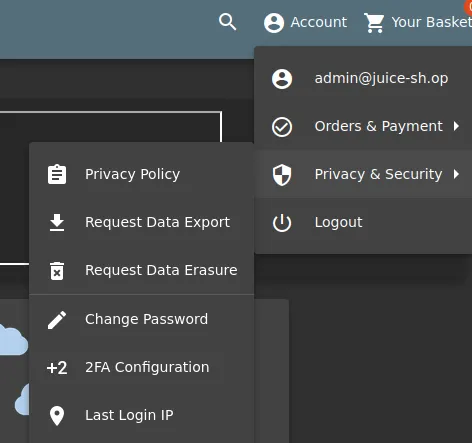 Account
Your Basket
admin@juice-sh.op
Orders & Payment
Privacy & Security
Logout
Privacy Policy
Request Data Export
Request Data Erasure
Change Password
+2 2FA Configuration
Last Login IP